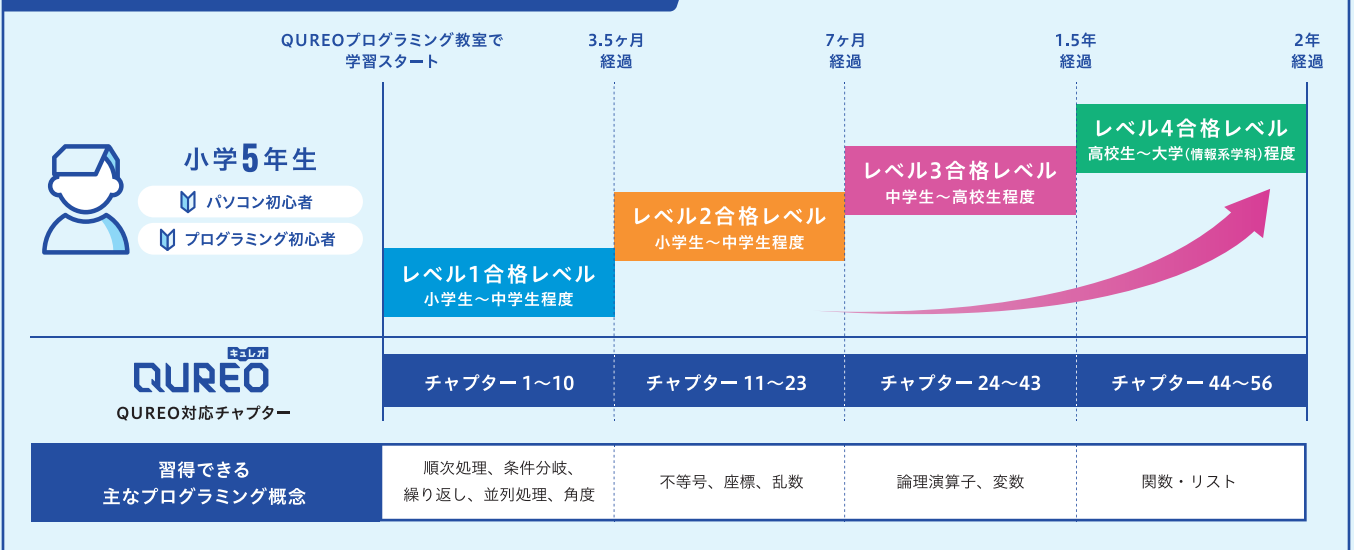 QUREOプログラミング教室で
学習スタート
3.5ヶ月
経過
7ヶ月
経過
1.5年
経過
2年
経過
小学5年生
パソコン初心者
プログラミング初心者
レベル1合格レベル
小学生〜中学生程度
レベル2合格レベル
小学生〜中学生程度
レベル3合格レベル
中学生〜高校生程度
レベル4合格レベル
高校生〜大学(情報系学科)程度
キュレオ
QUREO
QUREO対応チャプター
チャプター 1〜10
チャプター 11〜23
チャプター 24〜43
チャプター 44〜56
習得できる
主なプログラミング概念
順次処理、条件分岐、
繰り返し、並列処理、角度
不等号、座標、乱数
論理演算子、変数
関数・リスト